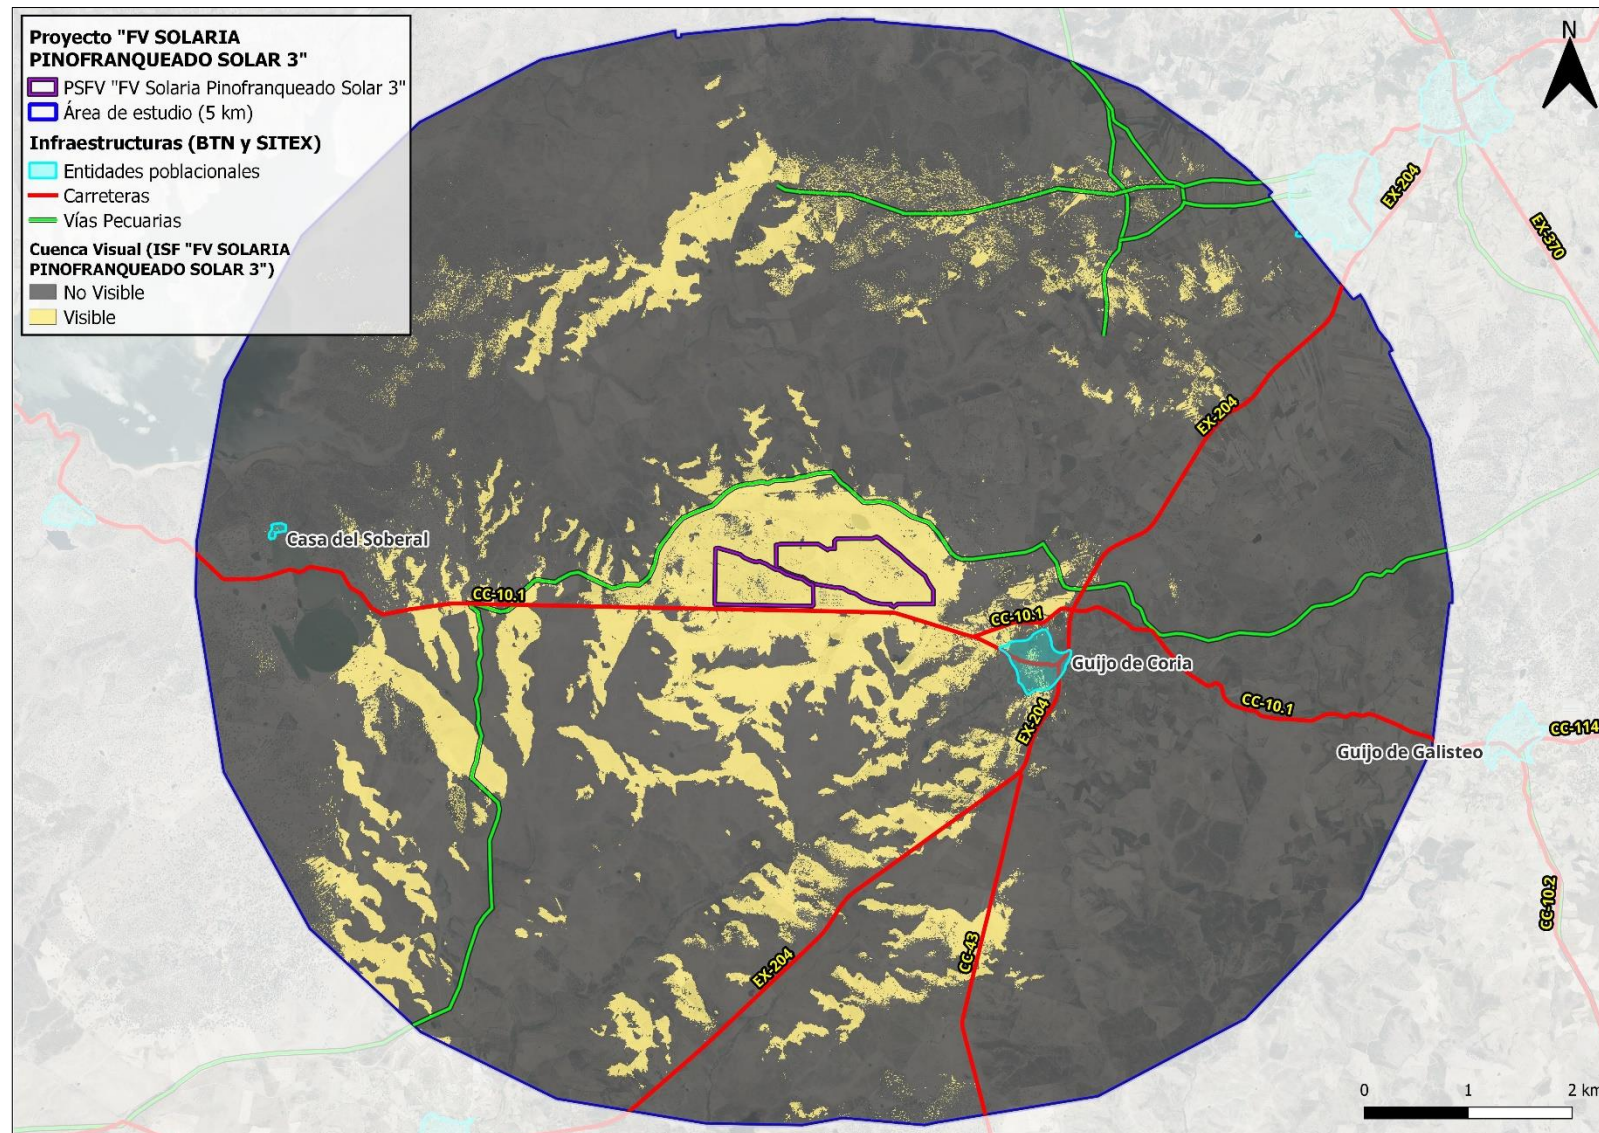 Proyecto "FV SOLARIA
PINOFRANQUEADO SOLAR 3"
PSFV "FV Solaria Pinofranqueado Solar 3"
Área de estudio (5 km)
Infraestructuras (BTN y SITEX)
Entidades poblacionales
Carreteras
Vías Pecuarias
Cuenca Visual (ISF "FV SOLARIA
PINOFRANQUEADO SOLAR 3")
No Visible
Visible
N
EX-204
EX-370
EX-204
Casa del Soberal
CC-10.1
CC-10.1
Guijo de Coria
CC-10.1
EX-204
CC-114
Guijo de Galisteo
CC-10.2
CC-43
EX-204
0 1 2 km